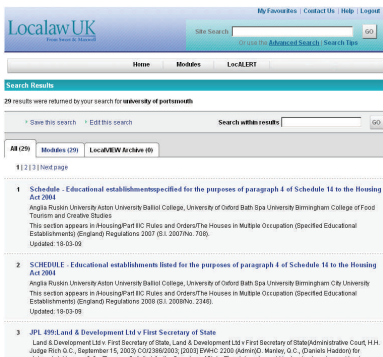 My Favourites | Contact Us | Help | Logout
Localaw UK
From Sweet & Maxwell
Site Search GO
Or use the Advanced Search | Search Tips
Home Modules LocALERT
Search Results
29 results were returned by your search for university of portsmouth
Save this search Edit this search Search within results GO
All (29) Modules (29) LocalVIEW Archive (0)
1 | 2 | 3 | Next page
1 Schedule - Educational establishmentsspecified for the purposes of paragraph 4 of Schedule 14 to the Housing
Act 2004
Anglia Ruskin University Aston University Balliol College, University of Oxford Bath Spa University Birmingham College of Food
Tourism and Creative Studies
This section appears in /Housing/Part IIC Rules and Orders/The Houses in Multiple Occupation (Specified Educational
Establishments) (England) Regulations 2007 (S.I. 2007/No. 708).
Updated: 18-03-09
2 SCHEDULE - Educational establishments listed for the purposes of paragraph 4 of Schedule 14 to the Housing
Act 2004
Anglia Ruskin University Aston University Balliol College, University of Oxford Bath Spa University Birmingham City University
This section appears in /Housing/Part IIC Rules and Orders/The Houses in Multiple Occupation (Specified Educational
Establishments) (England) Regulations 2008 (S.I. 2008/No. 2346).
Updated: 18-03-09
3 JPL 499:Land & Development Ltd v First Secretary of State
Land & Development Ltd v. First Secretary of State, Land & Development Ltd v First Secretary of State(Administrative Court, H.H.
Judge Rich Q.C., September 15, 2003) CO/2386/2003; [2003] EWHC 2200 (Admin)D. Manley, Q.C., (Daniels Haddon) for